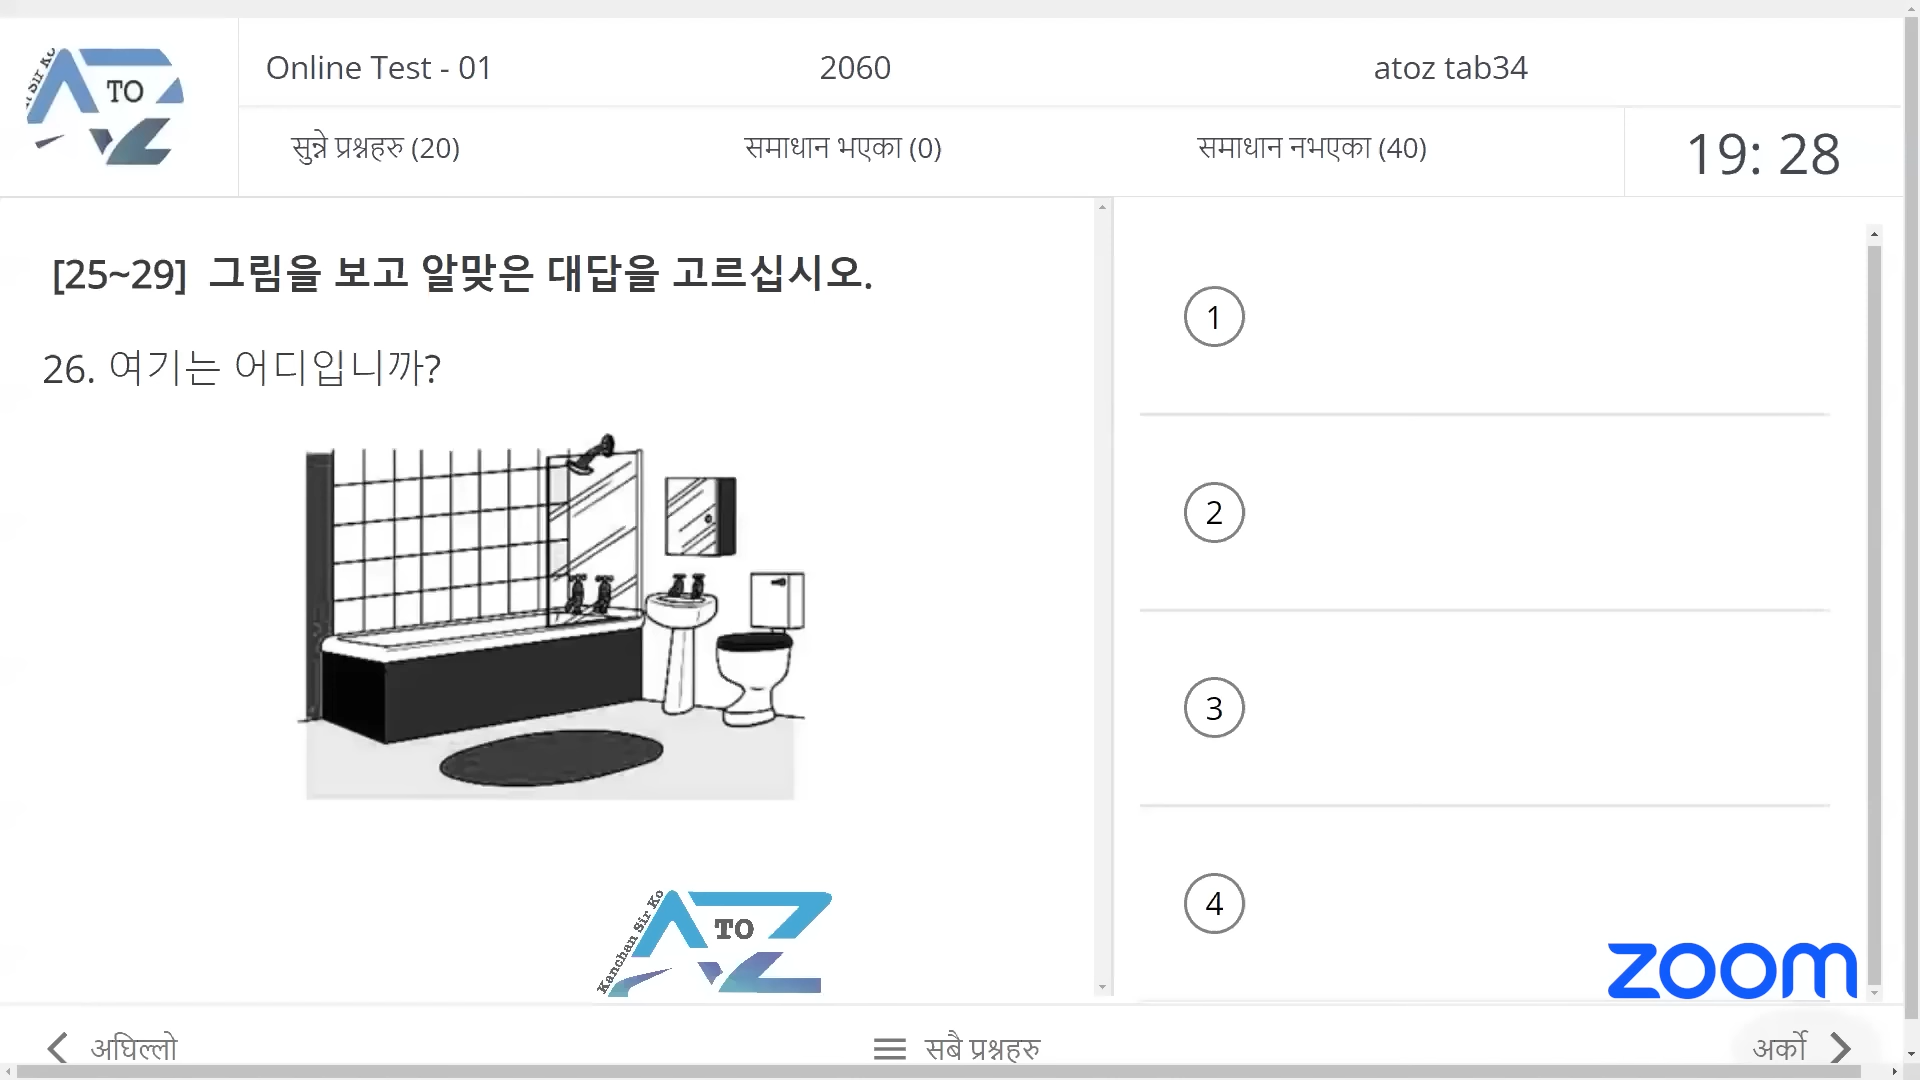 Sir Ko
A TO Z
Online Test - 01
2060
atoz tab34
सुन्ने प्रश्नहरु (20)
समाधान भएका (0)
समाधान नभएका (40)
19: 28
[25~29] 그림을 보고 알맞은 대답을 고르십시오.
26. 여기는 어디입니까?
1
2
3
4
Kanchan Sir Ko
A TO Z
zoom
अघिल्लो
सबै प्रश्नहरु
अर्को